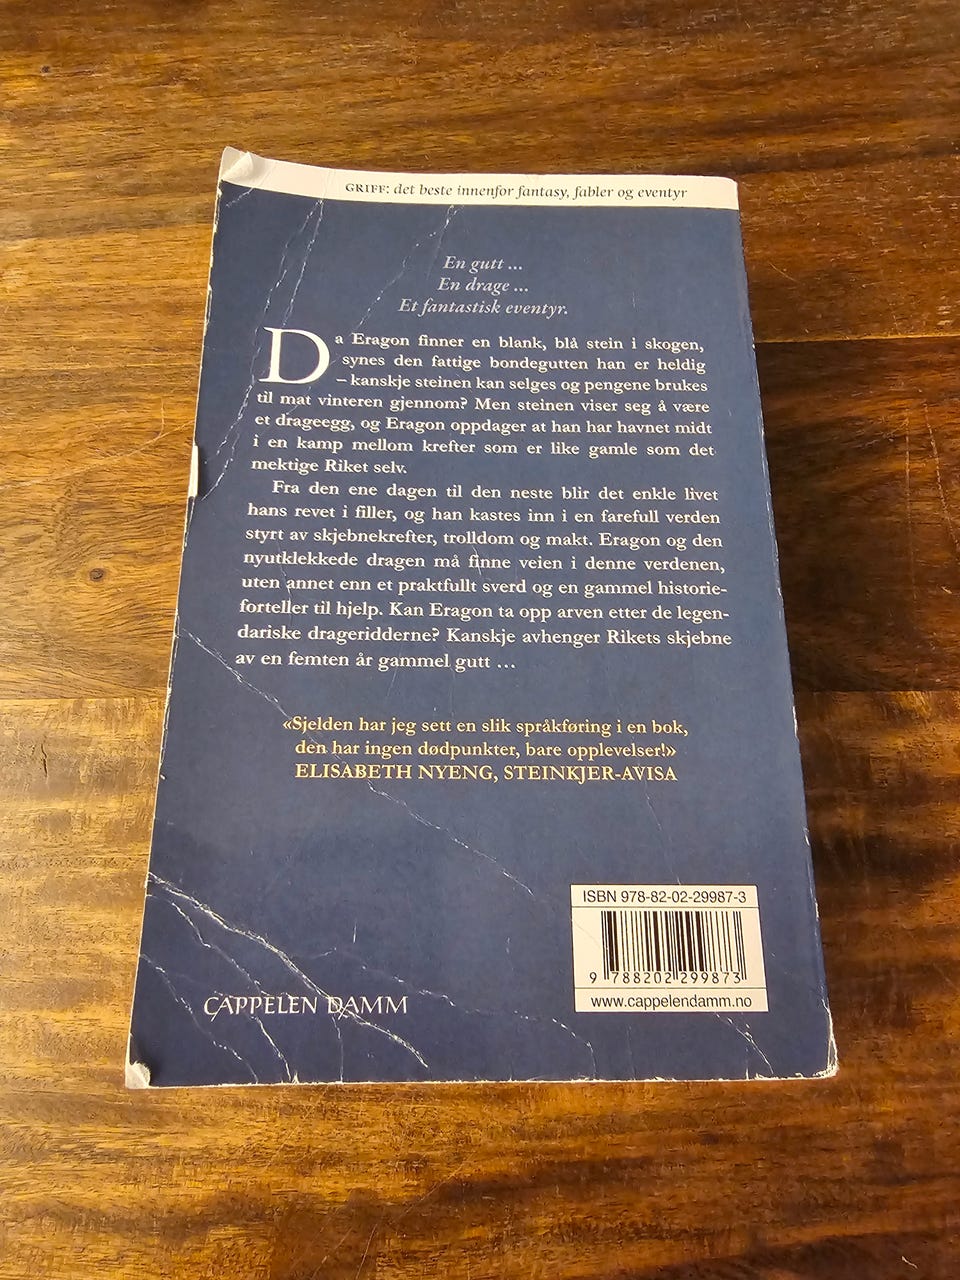 GRIFF: det beste innenfor fantasy, fabler og eventyr
En gutt ...
En drage ...
Et fantastisk eventyr.
Da Eragon finner en blank, blå stein i skogen,
synes den fattige bondegutten han er heldig
– kanskje steinen kan selges og pengene brukes
til mat vinteren gjennom? Men steinen viser seg å være
et drageegg, og Eragon oppdager at han har havnet midt
i en kamp mellom krefter som er like gamle som det
mektige Riket selv.
Fra den ene dagen til den neste blir det enkle livet
hans revet i filler, og han kastes inn i en farefull verden
styrt av skjebnekrefter, trolldom og makt. Eragon og den
nyutklekkede dragen må finne veien i denne verdenen,
uten annet enn et praktfullt sverd og en gammel historie-
forteller til hjelp. Kan Eragon ta opp arven etter de legen-
dariske drageridderne? Kanskje avhenger Rikets skjebne
av en femten år gammel gutt ...
«Sjelden har jeg sett en slik språkføring i en bok,
den har ingen dødpunkter, bare opplevelser!»
ELISABETH NYENG, STEINKJER-AVISA
ISBN 978-82-02-29987-3
9 788202 299873
www.cappelendamm.no
CAPPELEN DAMM